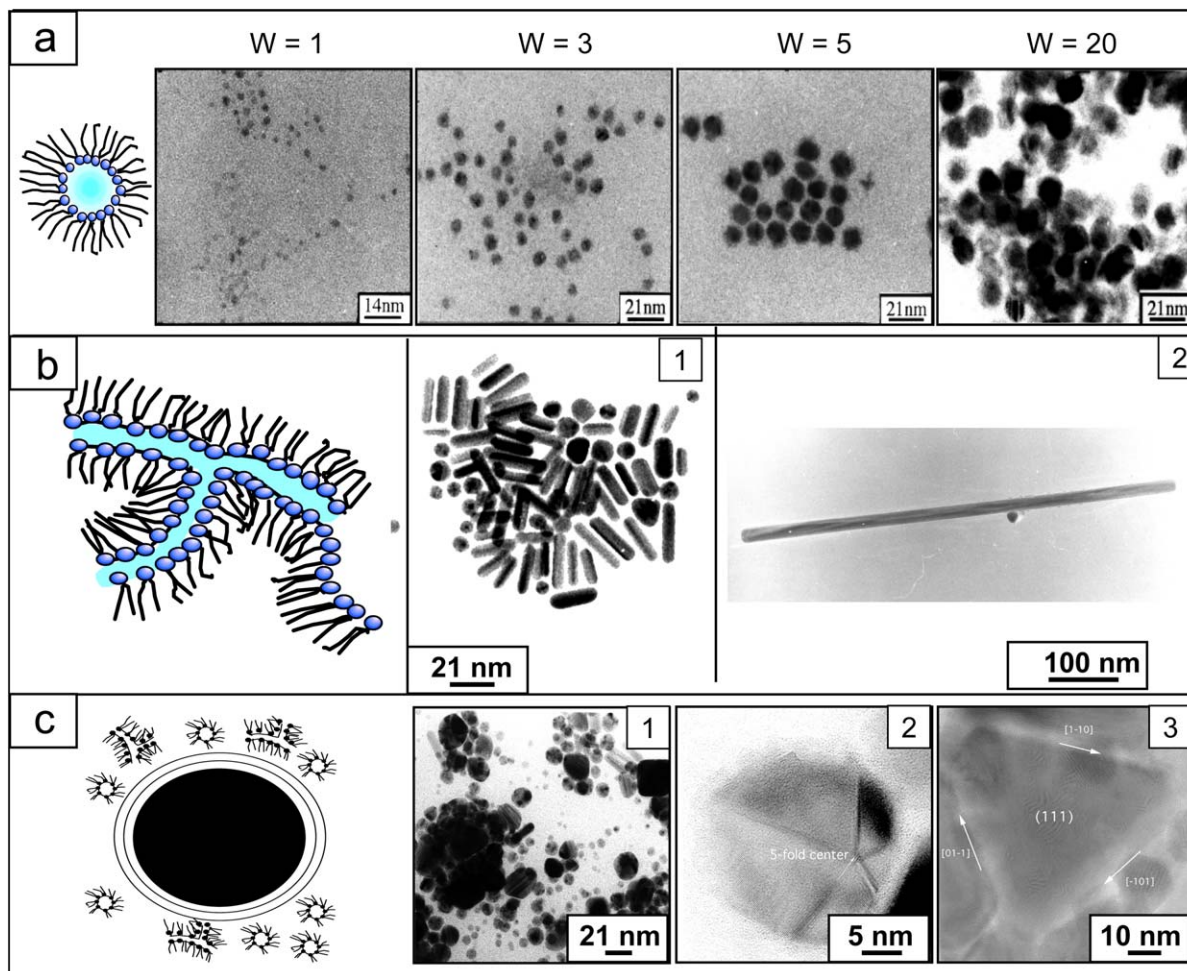 a
W = 1
W = 3
W = 5
W = 20
14nm
21nm
21nm
21nm
b
1
2
21 nm
100 nm
c
1
2
3
5-fold center
[1-10]
(111)
[01-1]
[-101]
21 nm
5 nm
10 nm